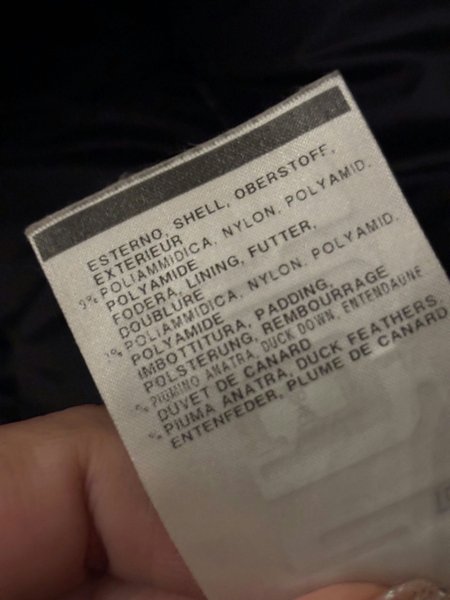 ESTERNO, SHELL, OBERSTOFF,
EXTERIEUR
% POLIAMMIDICA, NYLON, POLYAMID.
POLYAMIDE
FODERA, LINING, FUTTER,
DOUBLURE
% POLIAMMIDICA, NYLON, POLYAMID.
POLYAMIDE
IMBOTTITURA, PADDING,
POLSTERUNG, REMBOURRAGE
% PIUMINO ANATRA, DUCK DOWN, ENTENDAUNE
DUVET DE CANARD
% PIUMA ANATRA, DUCK FEATHERS,
ENTENFEDER, PLUME DE CANARD